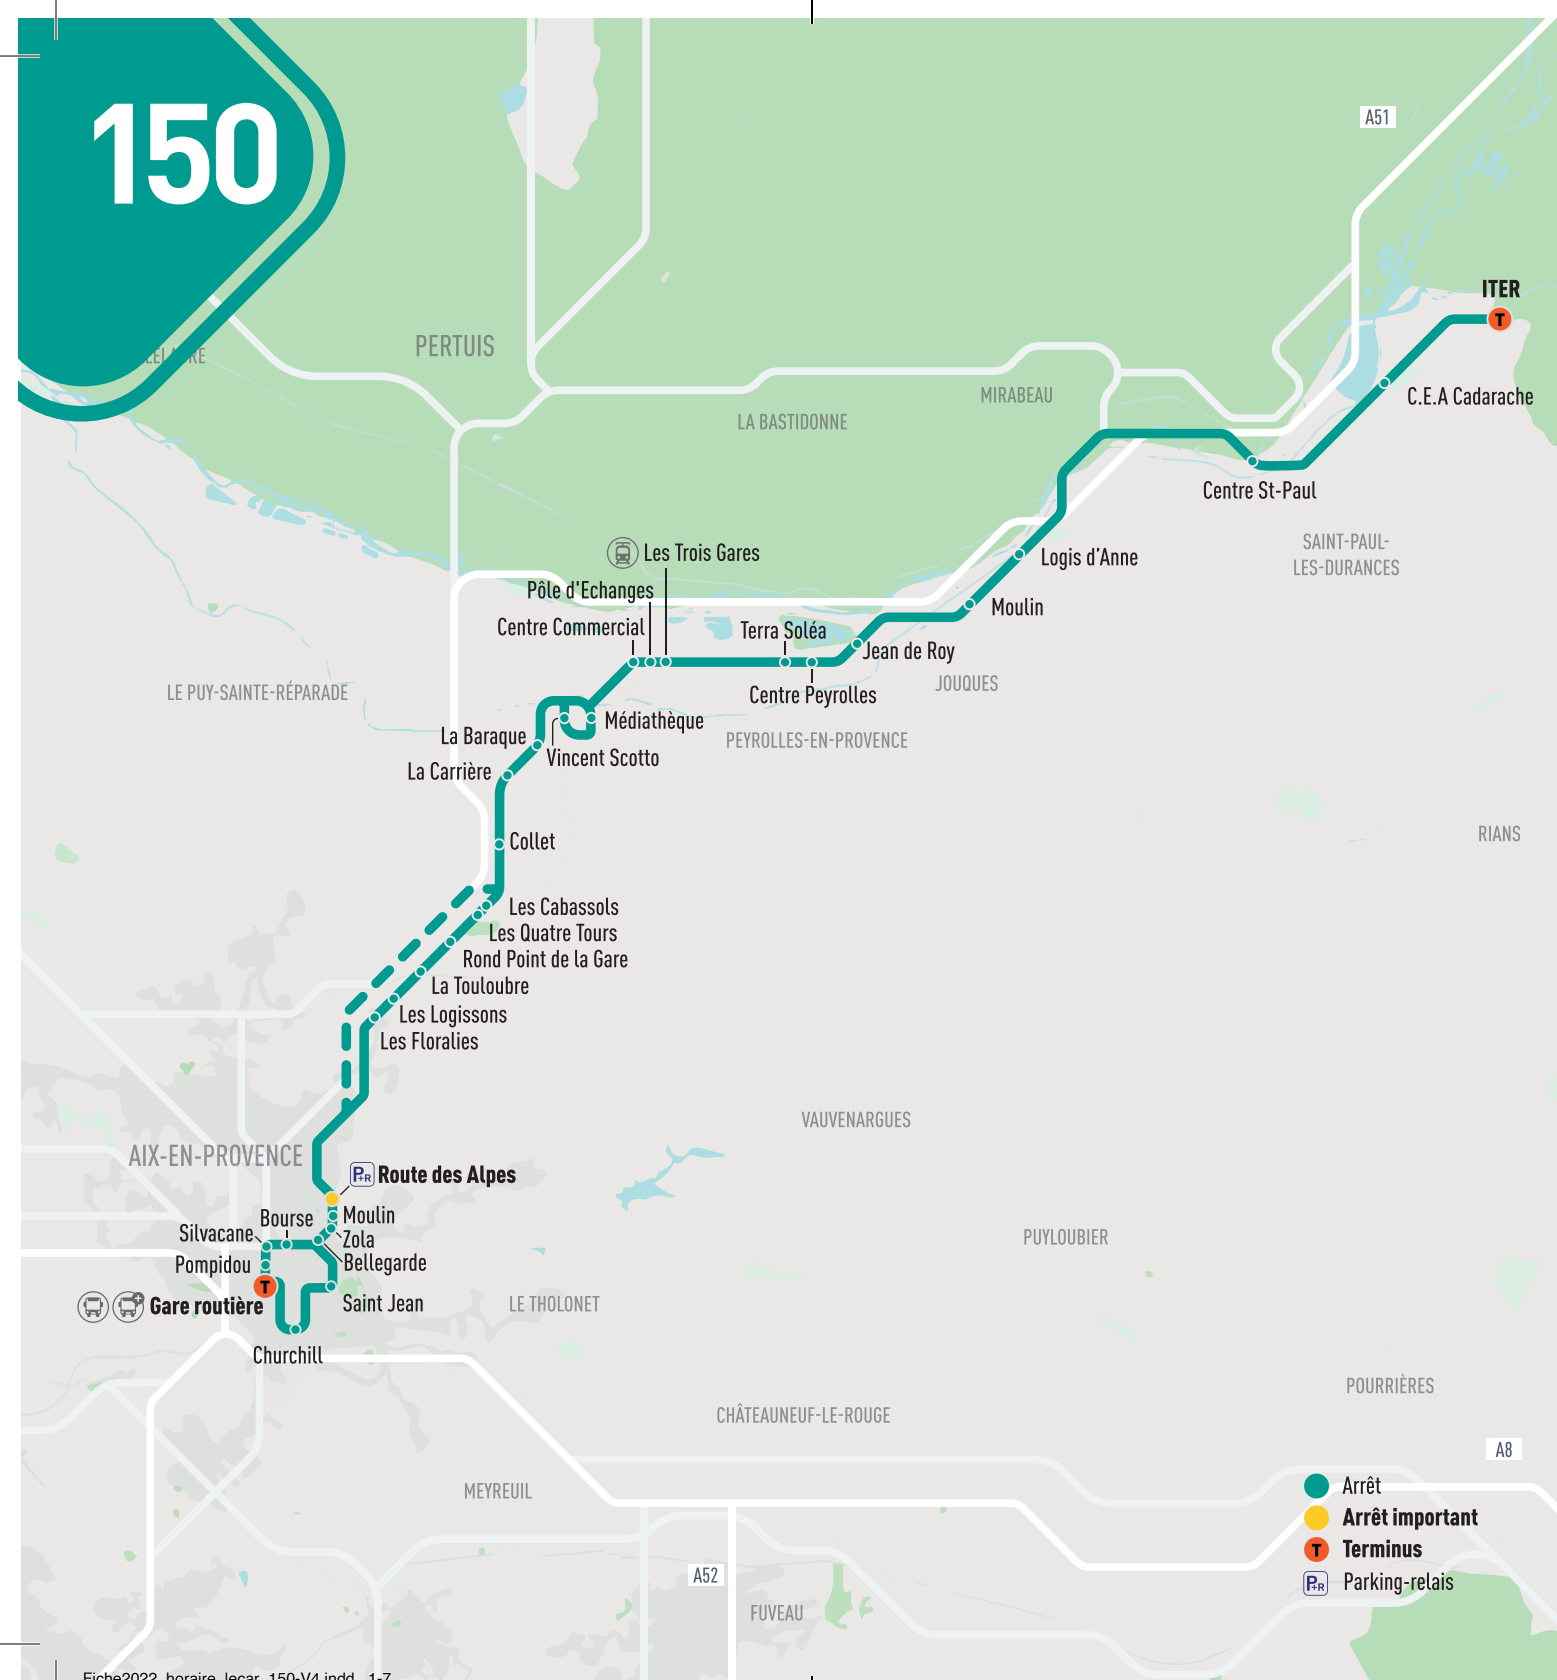 150
A51
ITER
T
PERTUIS
MIRABEAU
C.E.A Cadarache
LA BASTIDONNE
Centre St-Paul
SAINT-PAUL-
LES-DURANCES
Les Trois Gares
Logis d'Anne
Pôle d'Echanges
Moulin
Centre Commercial
Terra Soléa
Jean de Roy
JOUQUES
LE PUY-SAINTE-RÉPARADE
Centre Peyrolles
Médiathèque
La Baraque
PEYROLLES-EN-PROVENCE
Vincent Scotto
La Carrière
RIANS
Collet
Les Cabassols
Les Quatre Tours
Rond Point de la Gare
La Touloubre
Les Logissons
Les Floralies
VAUVENARGUES
AIX-EN-PROVENCE
P+R Route des Alpes
Moulin
Bourse
Silvacane
Zola
PUYLOUBIER
Bellegarde
Pompidou
T
Saint Jean
Gare routière
LE THOLONET
Churchill
POURRIÈRES
CHÂTEAUNEUF-LE-ROUGE
A8
MEYREUIL
Arrêt
Arrêt important
T Terminus
P+R Parking-relais
A52
FUVEAU
Fiche2022_horaire_lecar_150-V4.indd 1-7